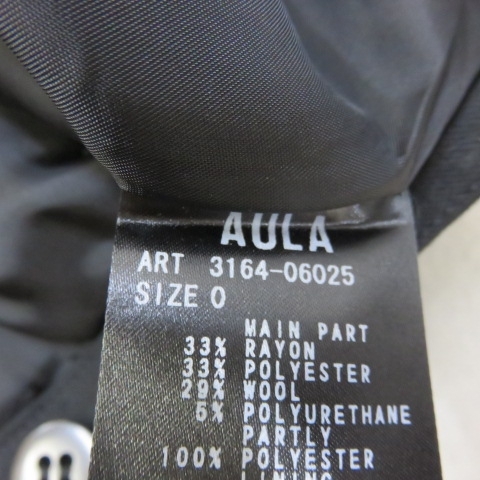 AULA
ART 3164-06025
SIZE 0
MAIN PART
33% RAYON
33% POLYESTER
29% WOOL
5% POLYURETHANE
PARTLY
100% POLYESTER
LINING